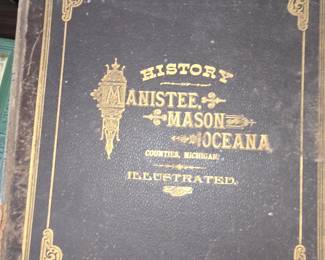 HISTORY
MANISTEE,
MASON
OCEANA
COUNTIES, MICHIGAN.
ILLUSTRATED.